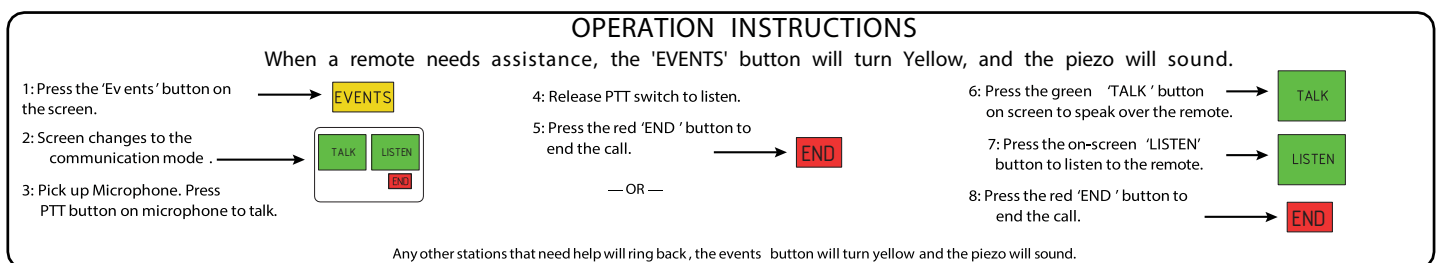 OPERATION INSTRUCTIONS
When a remote needs assistance, the 'EVENTS' button will turn Yellow, and the piezo will sound.
1: Press the ‘Ev ents’ button on
the screen.
EVENTS
2: Screen changes to the
communication mode .
TALK LISTEN
END
3: Pick up Microphone. Press
PTT button on microphone to talk.
4: Release PTT switch to listen.
5: Press the red ‘END ’ button to
end the call.
END
— OR —
6: Press the green ‘TALK ’ button
on screen to speak over the remote.
TALK
7: Press the on-screen ‘LISTEN’
button to listen to the remote.
LISTEN
8: Press the red ‘END ’ button to
end the call.
END
Any other stations that need help will ring back , the events button will turn yellow and the piezo will sound.